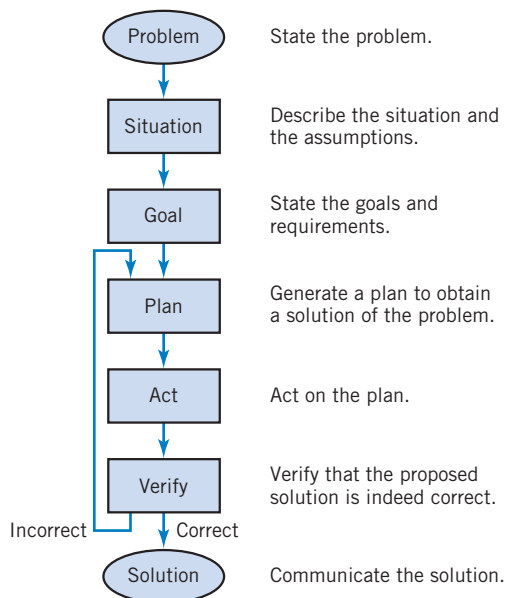 Problem
State the problem.
Situation
Describe the situation and
the assumptions.
Goal
State the goals and
requirements.
Plan
Generate a plan to obtain
a solution of the problem.
Act
Act on the plan.
Verify
Verify that the proposed
solution is indeed correct.
Incorrect
Correct
Solution
Communicate the solution.